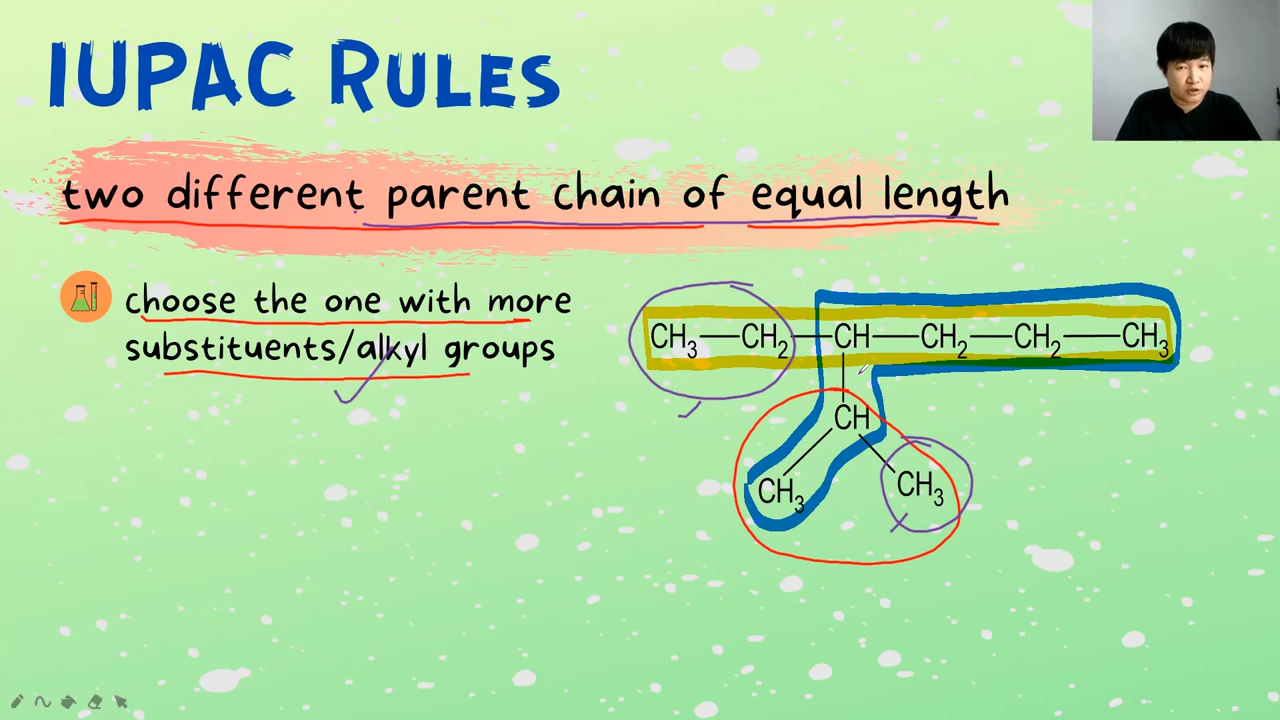 IUPAC RULES
two different parent chain of equal length
choose the one with more
substituents/alkyl groups
CH₃—CH₂—CH—CH₂—CH₂—CH₃
CH
CH₃ CH₃